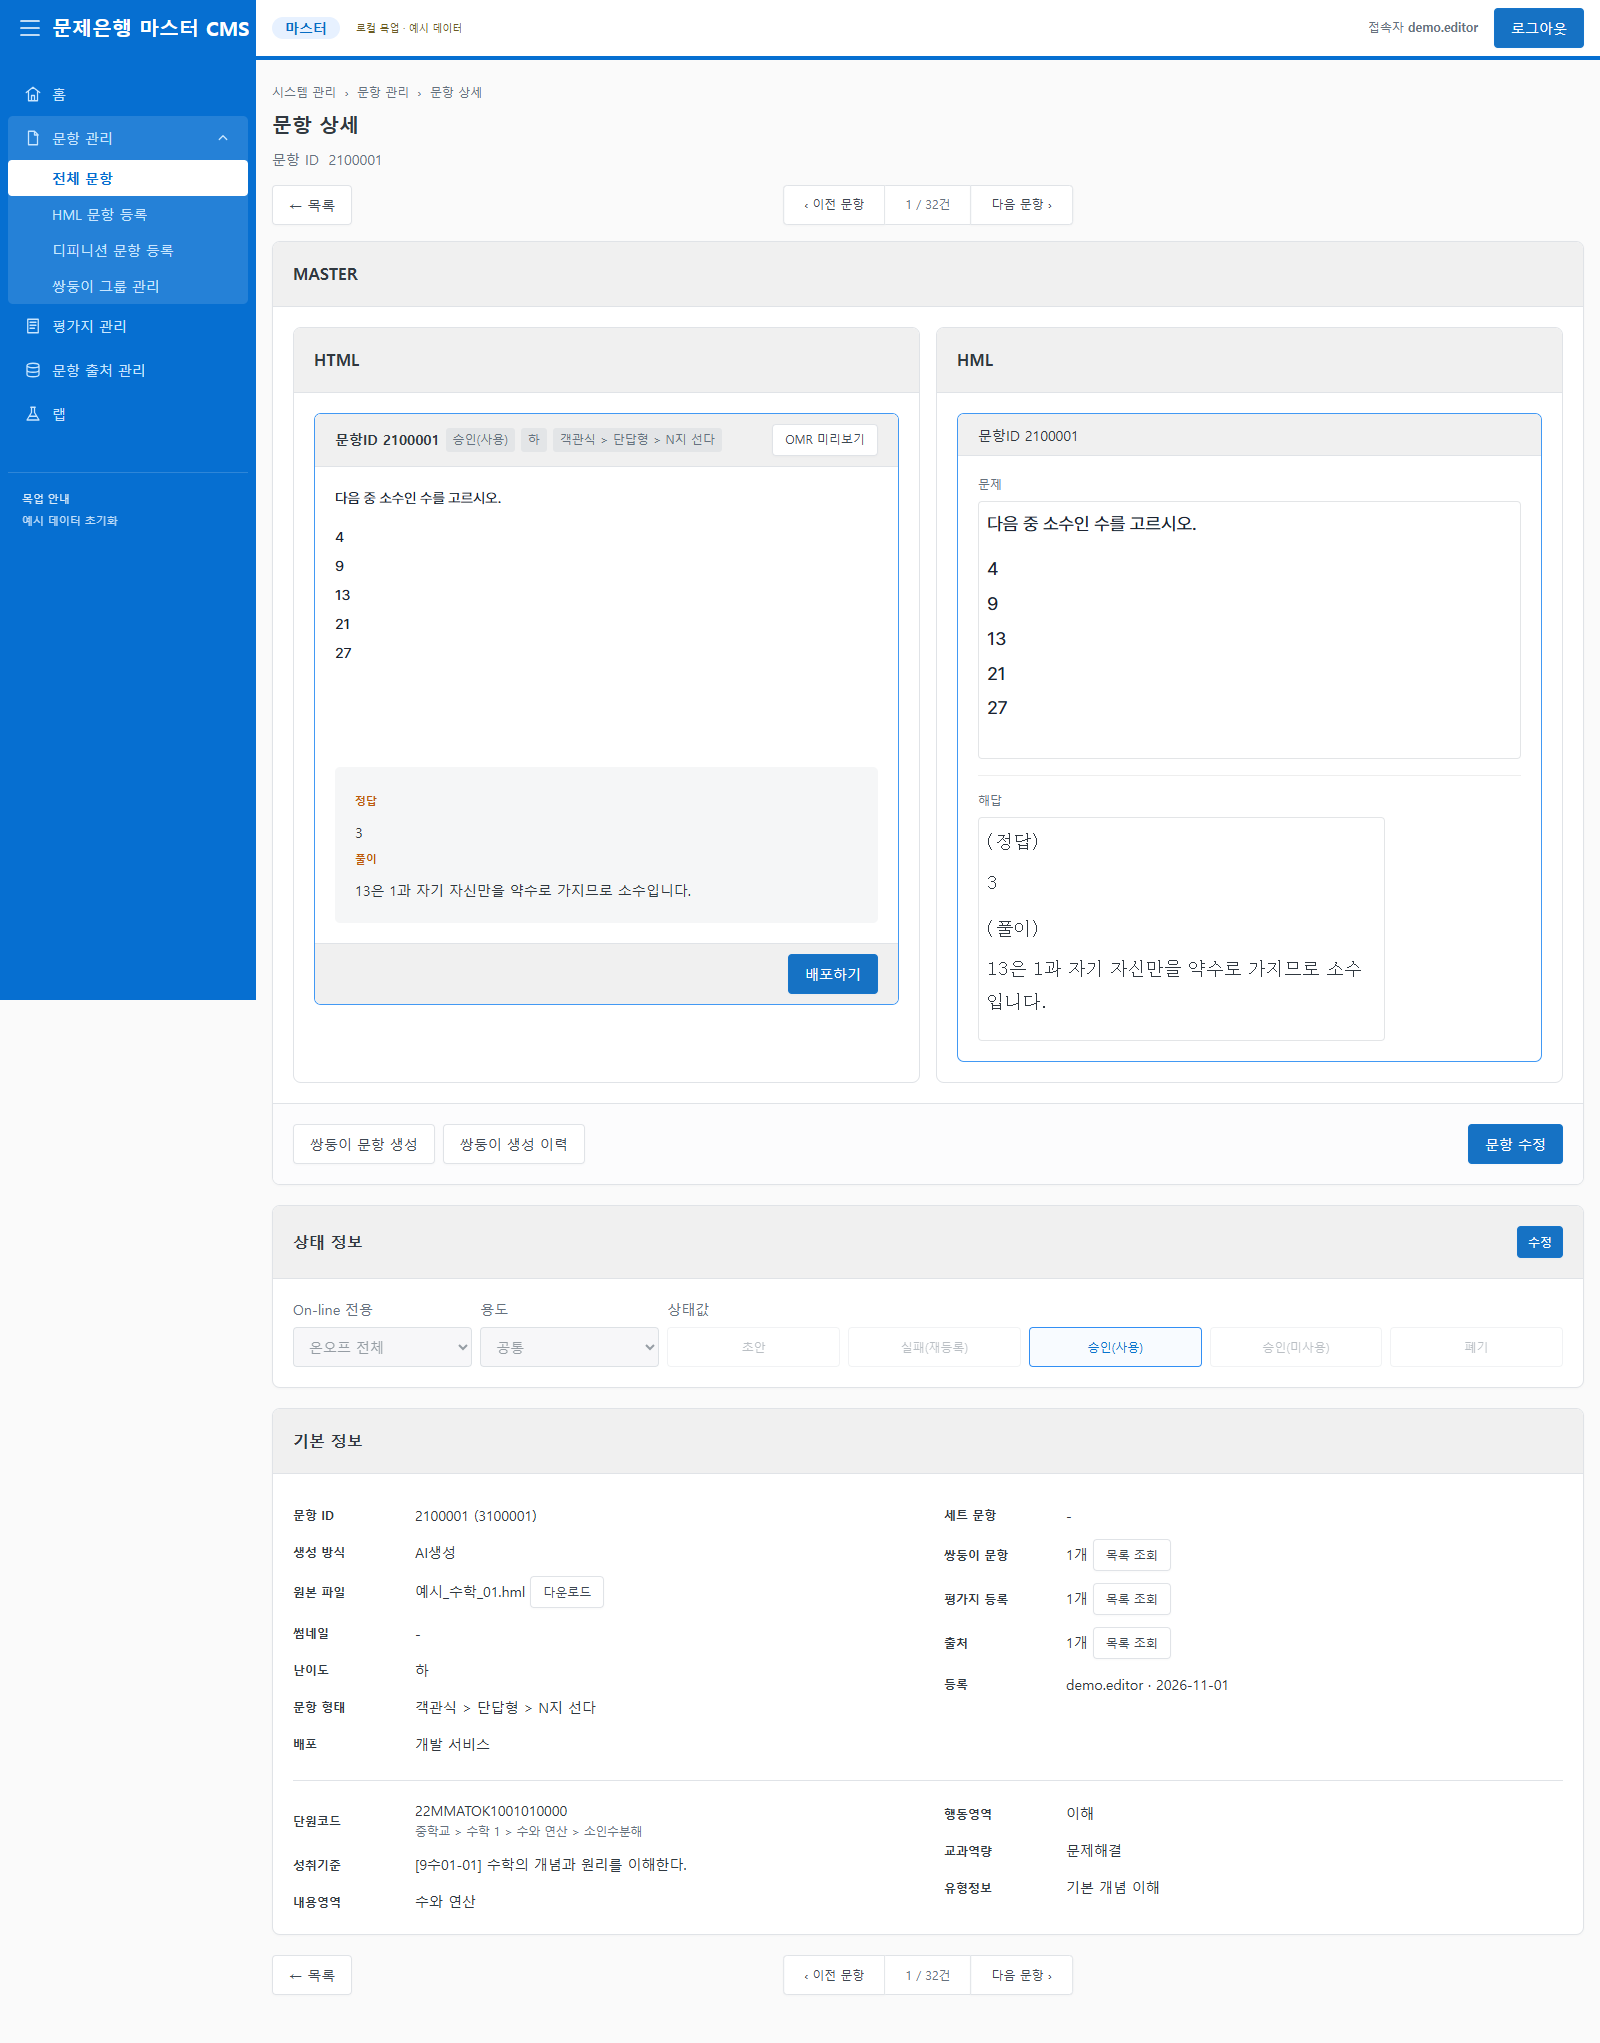 문제은행 마스터 CMS
마스터
로컬 목업 · 예시 데이터
접속자 demo.editor
로그아웃
홈
문항 관리
전체 문항
HML 문항 등록
디피니션 문항 등록
쌍둥이 그룹 관리
평가지 관리
문항 출처 관리
랩
목업 안내
예시 데이터 초기화
시스템 관리 › 문항 관리 › 문항 상세
문항 상세
문항 ID 2100001
← 목록
‹ 이전 문항
1 / 32건
다음 문항 ›
MASTER
HTML
문항ID 2100001
승인(사용)
하
객관식 > 단답형 > N지 선다
OMR 미리보기
다음 중 소수인 수를 고르시오.
4
9
13
21
27
정답
3
풀이
13은 1과 자기 자신만을 약수로 가지므로 소수입니다.
배포하기
HML
문항ID 2100001
문제
다음 중 소수인 수를 고르시오.
4
9
13
21
27
해답
(정답)
3
(풀이)
13은 1과 자기 자신만을 약수로 가지므로 소수
입니다.
쌍둥이 문항 생성
쌍둥이 생성 이력
문항 수정
상태 정보
수정
On-line 전용
용도
상태값
온오프 전체
공통
초안
실패(재등록)
승인(사용)
승인(미사용)
폐기
기본 정보
문항 ID
2100001 (3100001)
생성 방식
AI생성
원본 파일
예시_수학_01.hml
다운로드
썸네일
-
난이도
하
문항 형태
객관식 > 단답형 > N지 선다
배포
개발 서비스
세트 문항
-
쌍둥이 문항
1개
목록 조회
평가지 등록
1개
목록 조회
출처
1개
목록 조회
등록
demo.editor · 2026-11-01
단원코드
22MMATOK1001010000
중학교 > 수학 1 > 수와 연산 > 소인수분해
성취기준
[9수01-01] 수학의 개념과 원리를 이해한다.
내용영역
수와 연산
행동영역
이해
교과역량
문제해결
유형정보
기본 개념 이해
← 목록
‹ 이전 문항
1 / 32건
다음 문항 ›